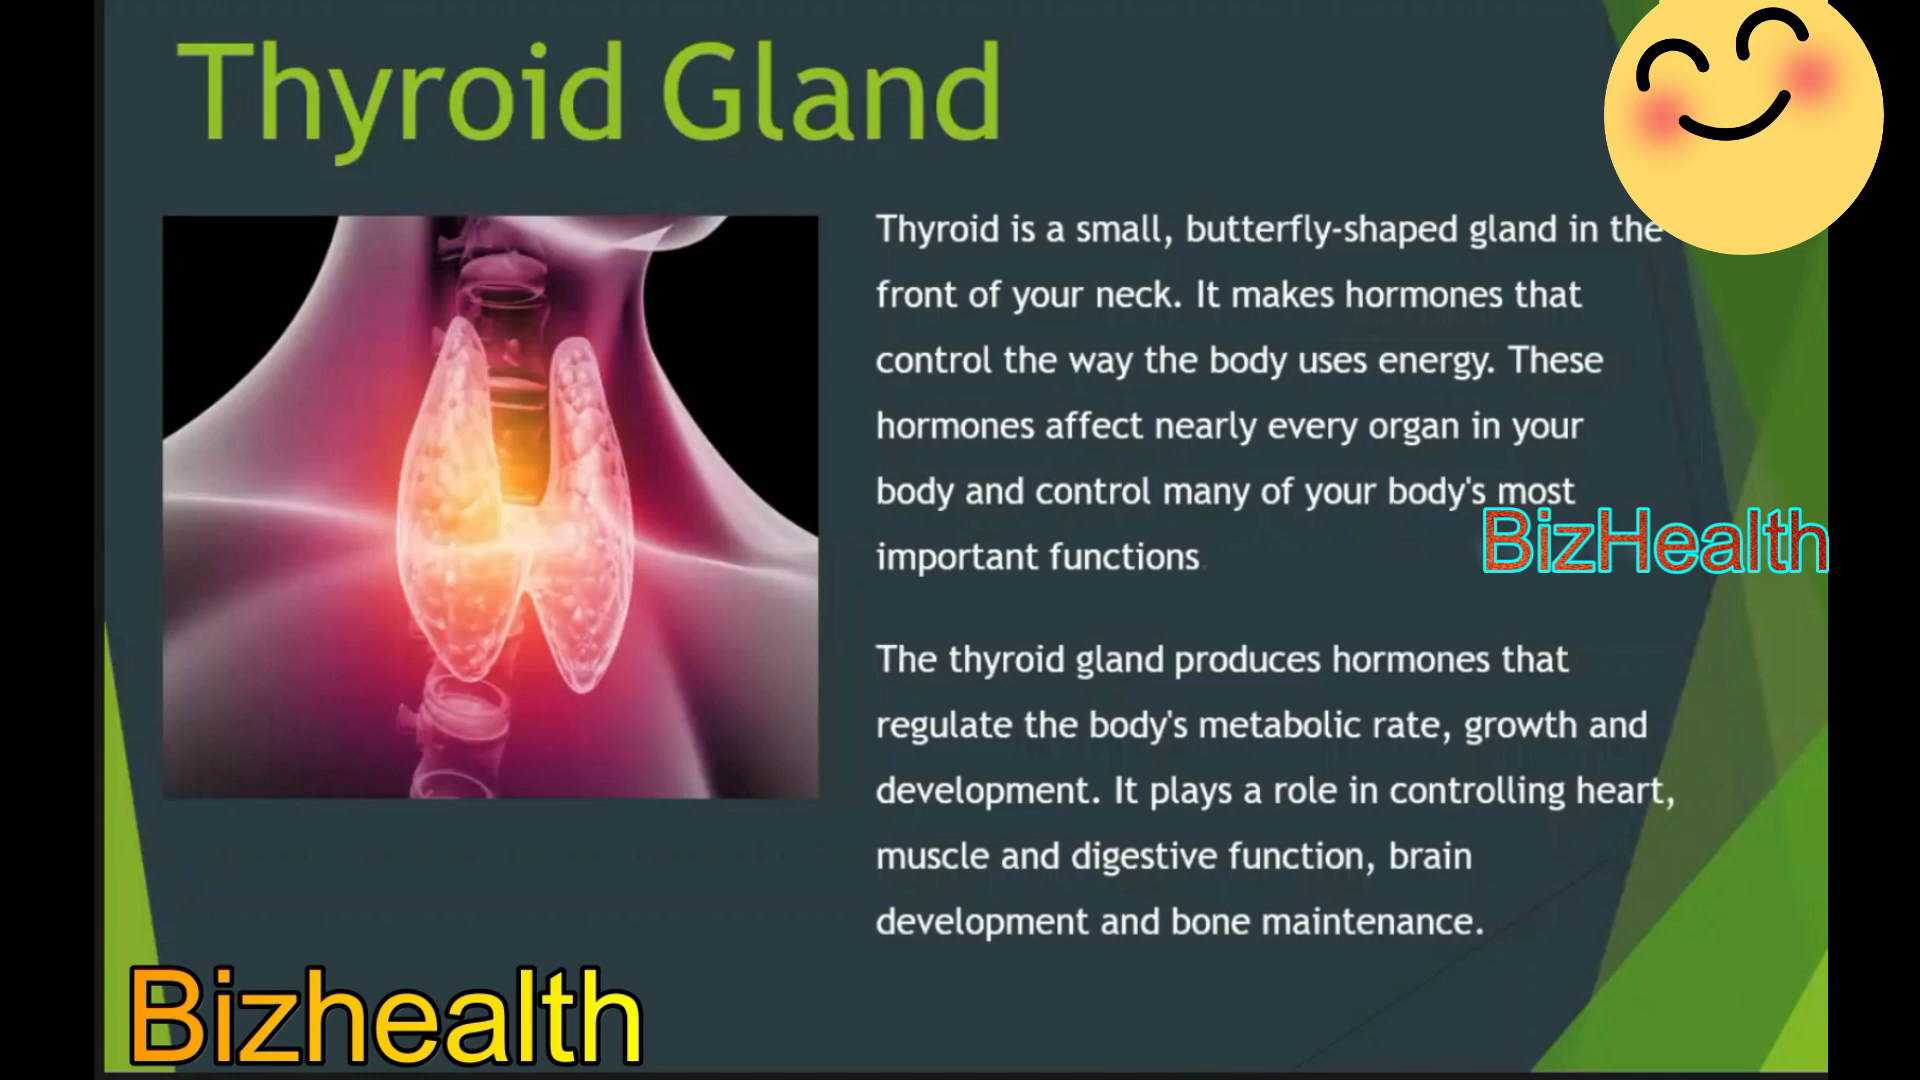 Thyroid Gland
Thyroid is a small, butterfly-shaped gland in the
front of your neck. It makes hormones that
control the way the body uses energy. These
hormones affect nearly every organ in your
body and control many of your body's most
important functions
BizHealth
The thyroid gland produces hormones that
regulate the body's metabolic rate, growth and
development. It plays a role in controlling heart,
muscle and digestive function, brain
development and bone maintenance.
Bizhealth